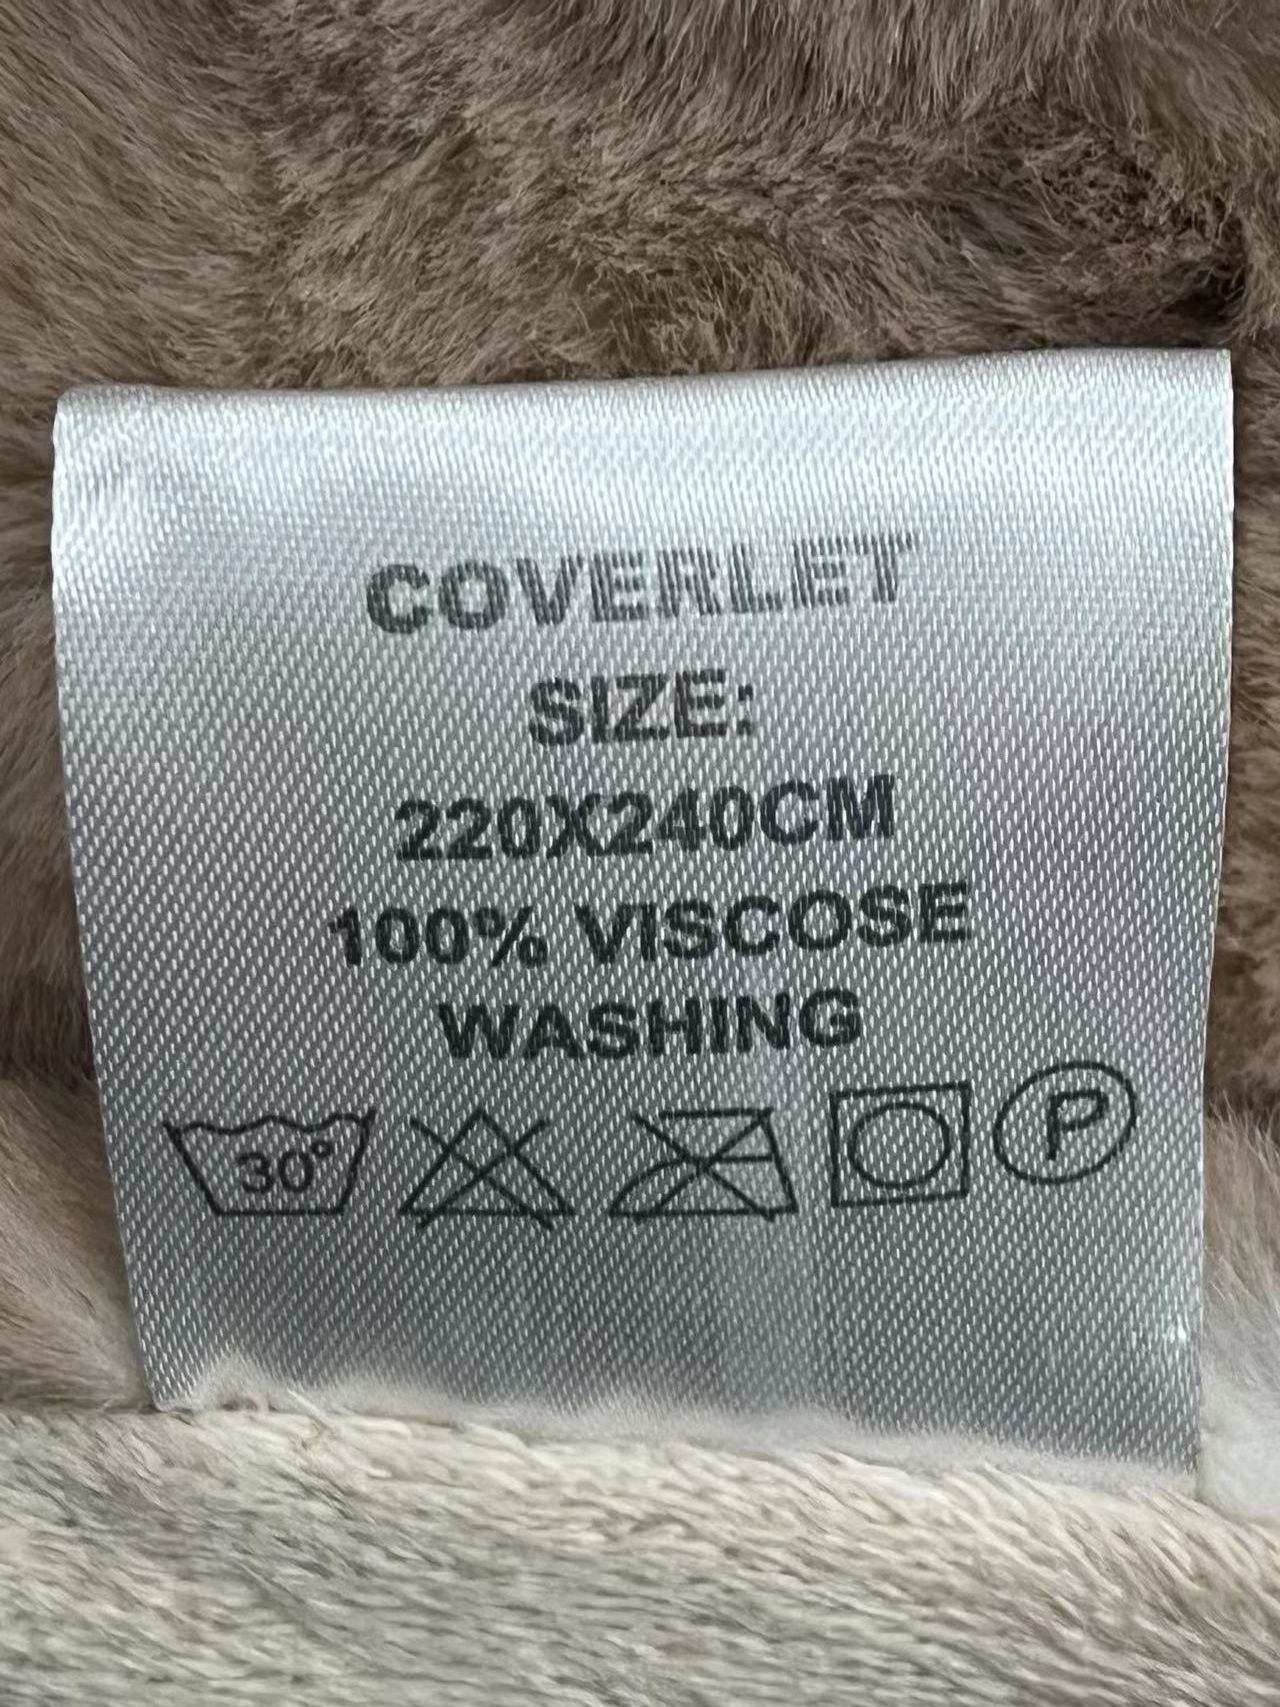 COVERLET
SIZE:
220X240CM
100% VISCOSE
WASHING
30° P